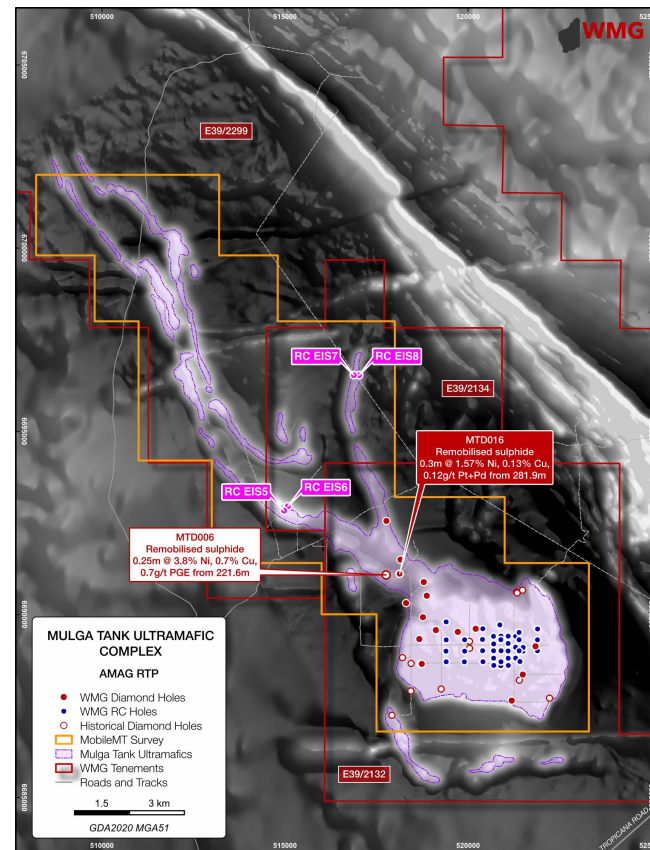 510000
515000
520000
525
WMG
6705000
6700000
6695000
6690000
6685000
E39/2299
RC EIS7
RC EIS8
E39/2134
MTD016
Remobilised sulphide
0.3m @ 1.57% Ni, 0.13% Cu,
0.12g/t Pt+Pd from 281.9m
RC EIS5
RC EIS6
MTD006
Remobilised sulphide
0.25m @ 3.8% Ni, 0.7% Cu,
0.7g/t PGE from 221.6m
MULGA TANK ULTRAMAFIC
COMPLEX
AMAG RTP
WMG Diamond Holes
WMG RC Holes
Historical Diamond Holes
MobileMT Survey
Mulga Tank Ultramafics
WMG Tenements
Roads and Tracks
1.5
3 km
GDA2020 MGA51
E39/2132
TROPICANA ROAD
510000
515000
520000
525